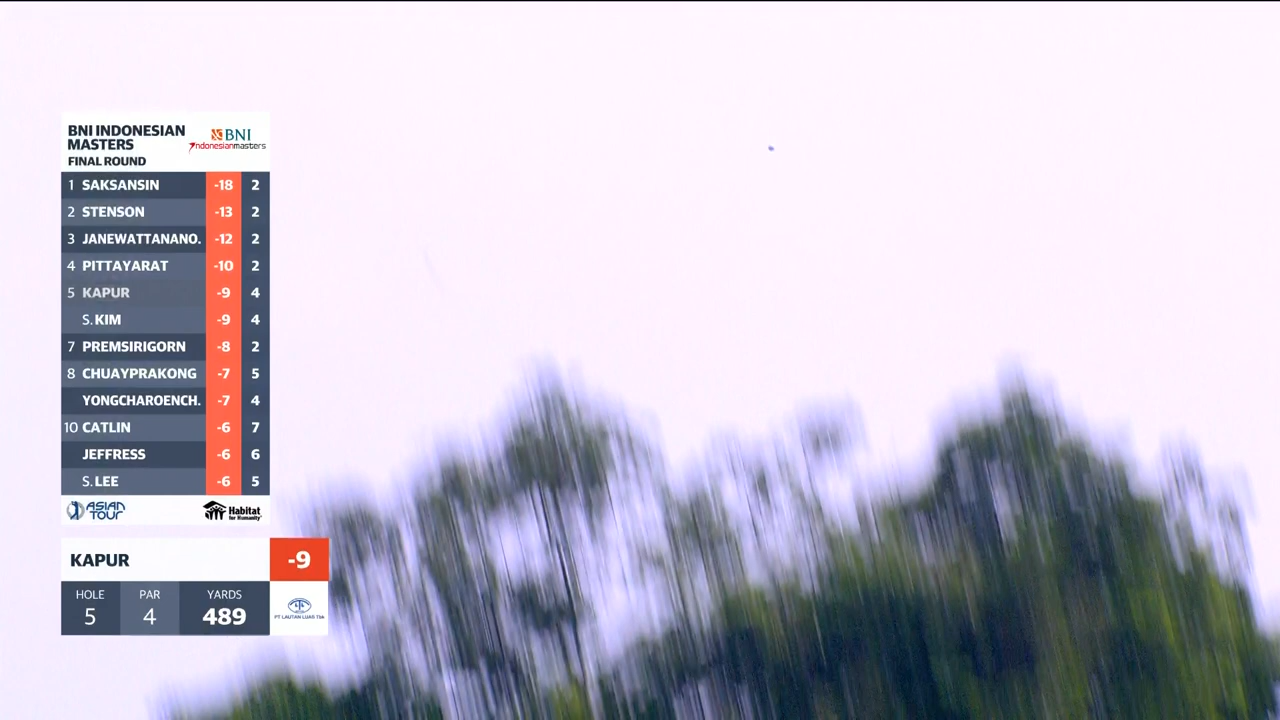 BNI INDONESIAN
MASTERS
FINAL ROUND
BNI
Indonesianmasters
1 SAKSANSIN -18 2
2 STENSON -13 2
3 JANEWATTANANO. -12 2
4 PITTAYARAT -10 2
5 KAPUR -9 4
S. KIM -9 4
7 PREMSIRIGORN -8 2
8 CHUAYPRAKONG -7 5
YONGCHAROENCH. -7 4
10 CATLIN -6 7
JEFFRESS -6 6
S. LEE -6 5
ASIAN
TOUR
Habitat
for Humanity
KAPUR -9
HOLE PAR YARDS
5 4 489
PT LAUTAN LUAS Tbk